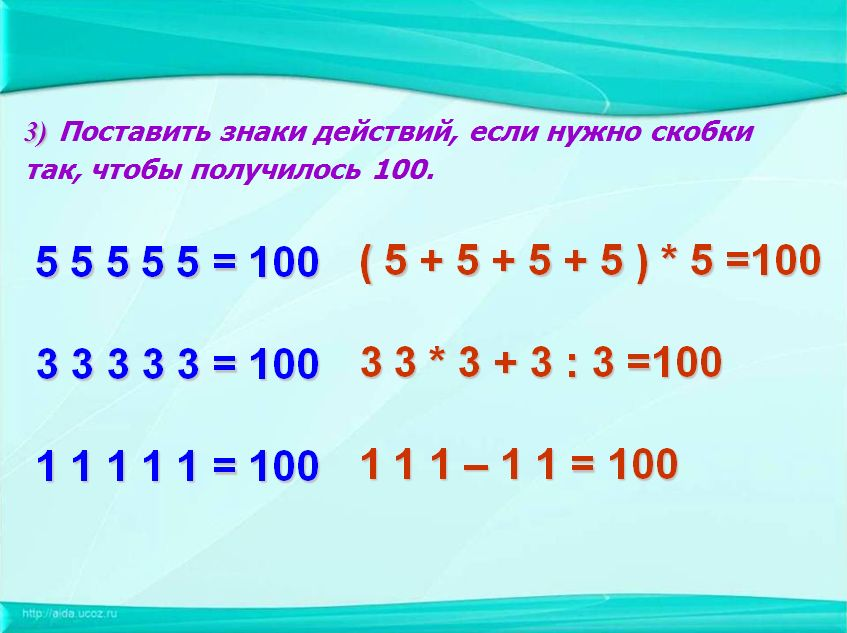 3) Поставить знаки действий, если нужно скобки
так, чтобы получилось 100.
5 5 5 5 5 = 100 ( 5 + 5 + 5 + 5 ) * 5 =100
3 3 3 3 3 = 100 3 3 * 3 + 3 : 3 =100
1 1 1 1 1 = 100 1 1 1 – 1 1 = 100
http://aida.ucoz.ru